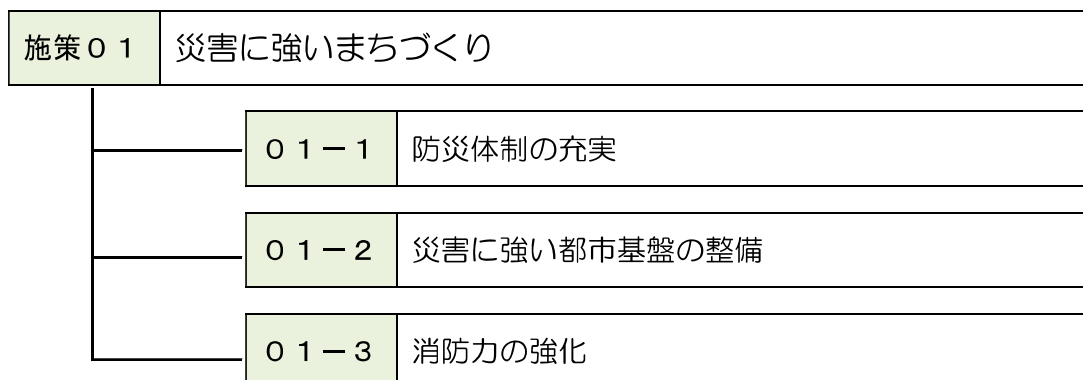 施策０１ 災害に強いまちづくり
０１－１ 防災体制の充実
０１－２ 災害に強い都市基盤の整備
０１－３ 消防力の強化